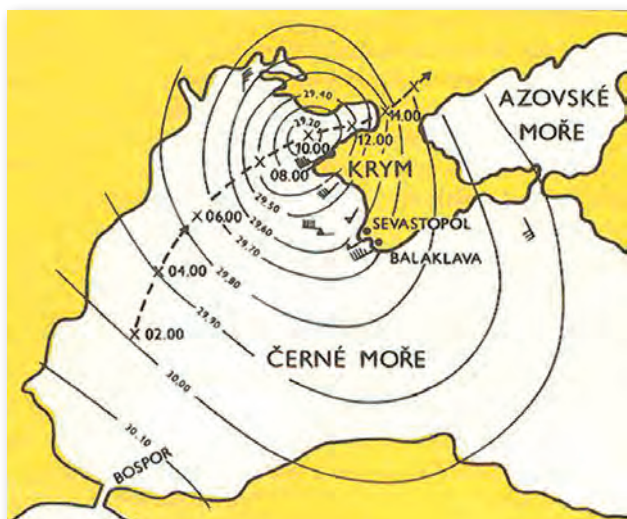 29.40
AZOVSKÉ
MOŘE
29.20
14.00
12.00
10.00
KRYM
08.00
29.50
06.00
29.60
SEVASTOPOL
29.70
BALAKLAVA
04.00
29.80
29.90
02.00
ČERNÉ MOŘE
30.00
30.10
BOSPOR